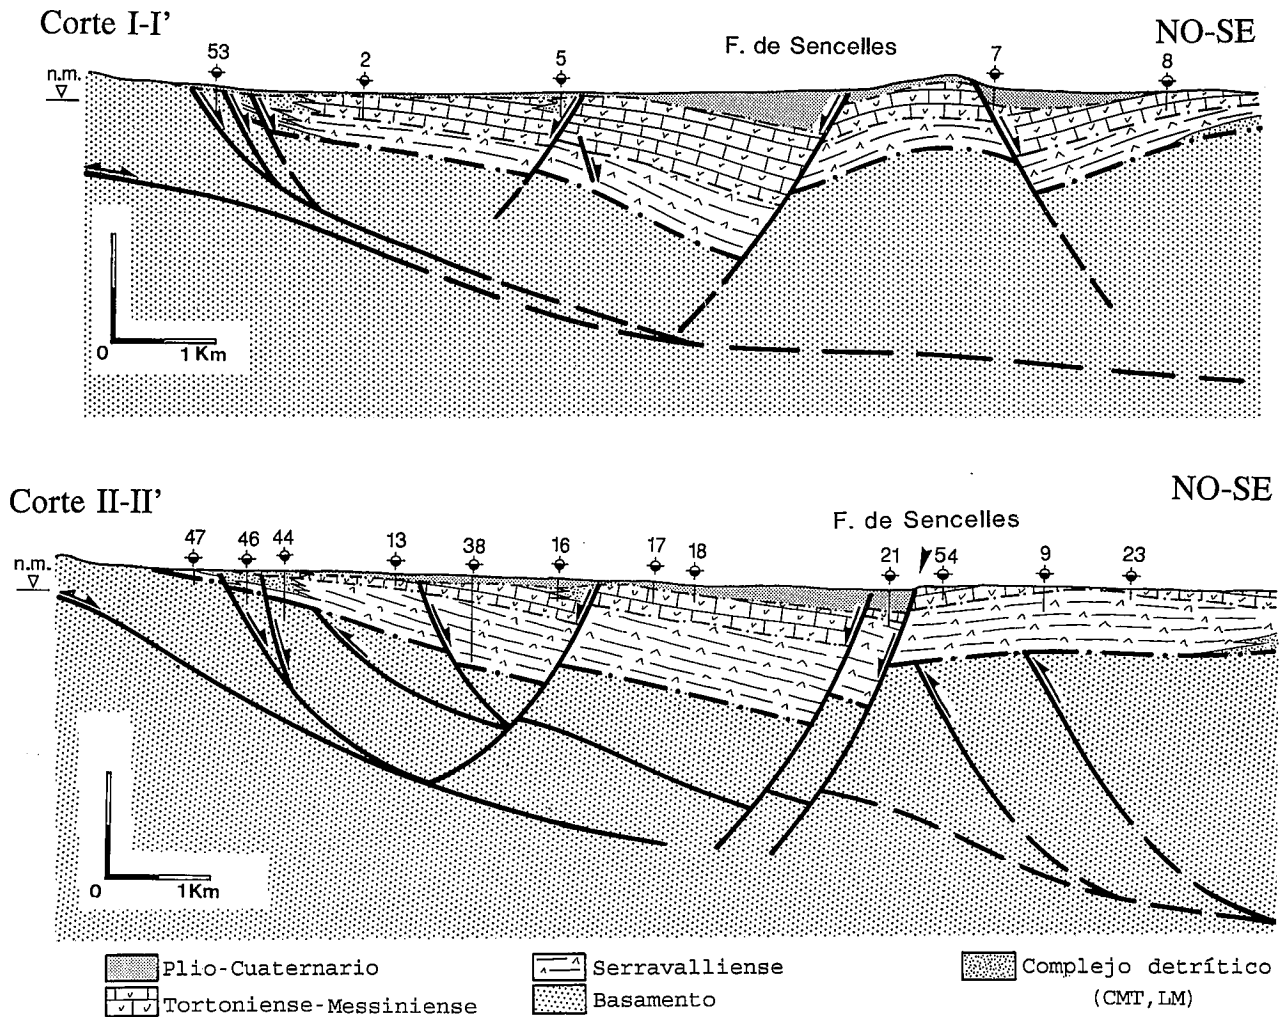 Corte I-I'
NO-SE
F. de Sencelles
53 2 5 7 8
n.m.
0 1 Km
Corte II-II'
NO-SE
F. de Sencelles
47 46 44 13 38 16 17 18 21 54 9 23
n.m.
0 1 Km
Plio-Cuaternario
Serravalliense
Complejo detrítico
(CMT, LM)
Tortoniense-Messiniense
Basamento